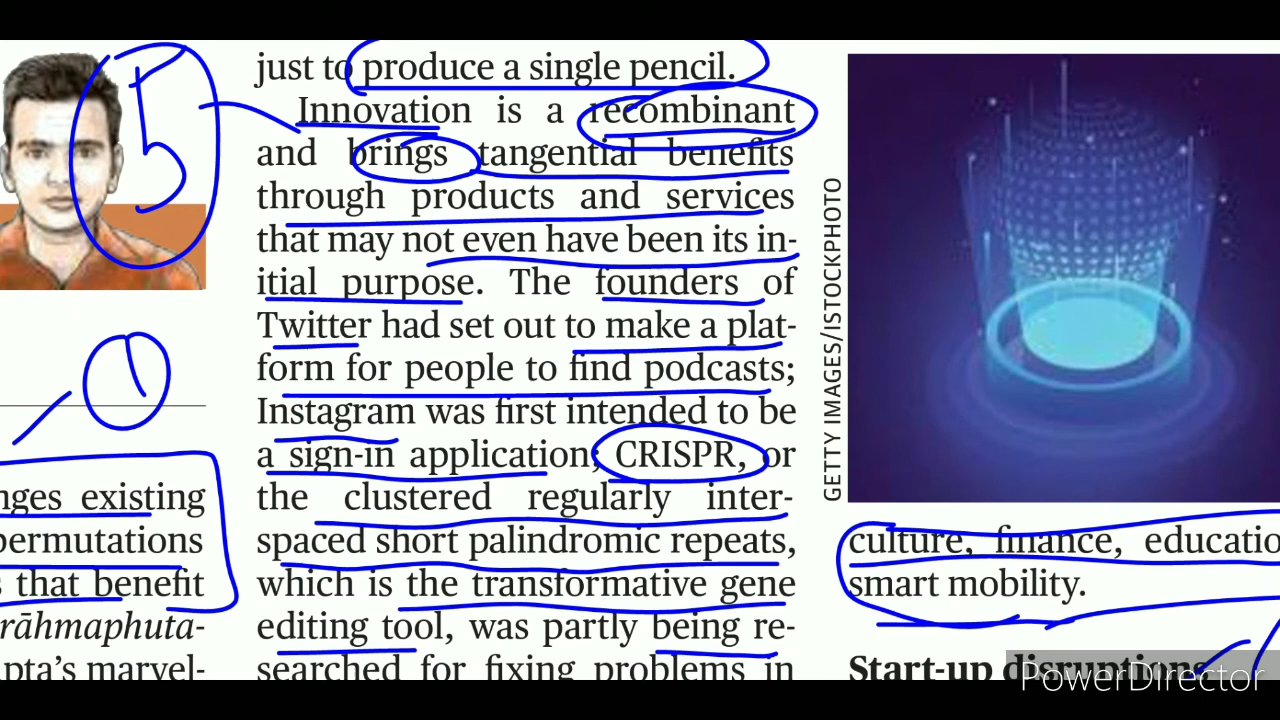 5
1
nges existing
permutations
s that benefit
rāhmaphuta-
upta's marvel-
just to produce a single pencil.
Innovation is a recombinant
and brings tangential benefits
through products and services
that may not even have been its in-
itial purpose. The founders of
Twitter had set out to make a plat-
form for people to find podcasts;
Instagram was first intended to be
a sign-in application; CRISPR, or
the clustered regularly inter-
spaced short palindromic repeats,
which is the transformative gene
editing tool, was partly being re-
searched for fixing problems in
GETTY IMAGES/ISTOCKPHOTO
culture, finance, educatio
smart mobility.
Start-up disruptions
PowerDirector